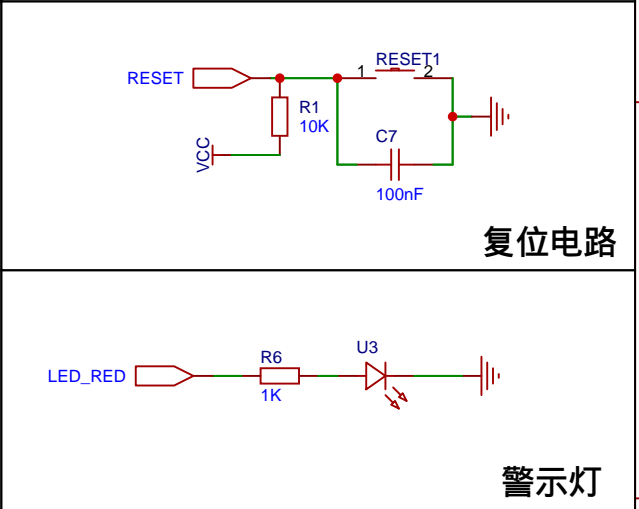 RESET1
1
2
RESET
R1
10K
VCC
C7
100nF
复位电路
U3
R6
LED_RED
1K
警示灯